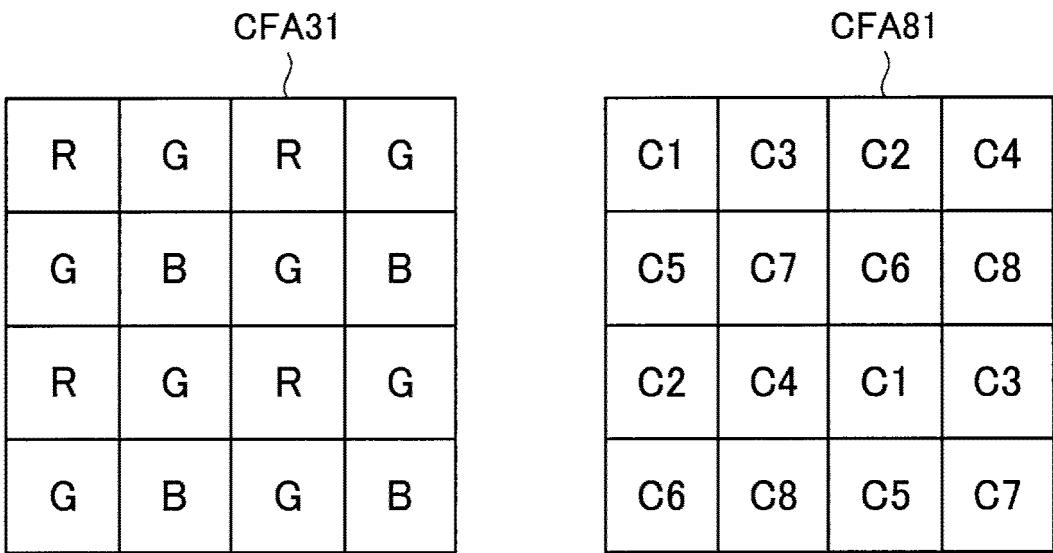 CFA31
R G R G
G B G B
R G R G
G B G B
CFA81
C1 C3 C2 C4
C5 C7 C6 C8
C2 C4 C1 C3
C6 C8 C5 C7